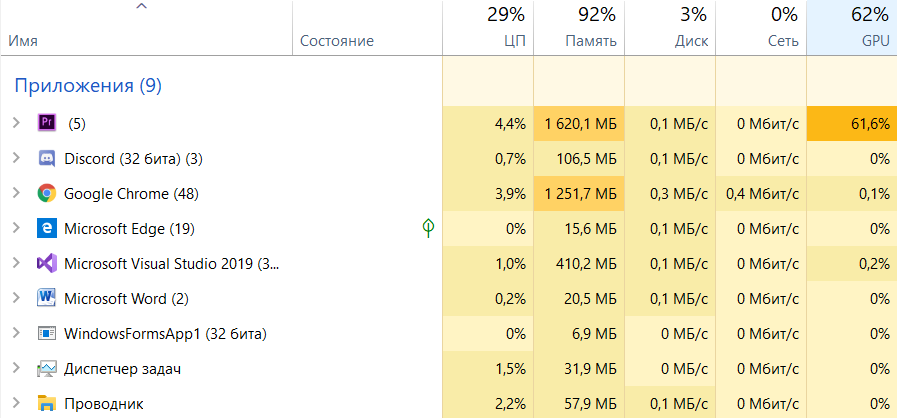 29% 92% 3% 0% 62%
Имя Состояние ЦП Память Диск Сеть GPU
Приложения (9)
Pr (5) 4,4% 1 620,1 МБ 0,1 МБ/с 0 Мбит/с 61,6%
Discord (32 бита) (3) 0,7% 106,5 МБ 0,1 МБ/с 0 Мбит/с 0%
Google Chrome (48) 3,9% 1 251,7 МБ 0,3 МБ/с 0,4 Мбит/с 0,1%
Microsoft Edge (19) 0% 15,6 МБ 0,1 МБ/с 0 Мбит/с 0%
Microsoft Visual Studio 2019 (3... 1,0% 410,2 МБ 0,1 МБ/с 0 Мбит/с 0,2%
Microsoft Word (2) 0,2% 20,5 МБ 0,1 МБ/с 0 Мбит/с 0%
WindowsFormsApp1 (32 бита) 0% 6,9 МБ 0 МБ/с 0 Мбит/с 0%
Диспетчер задач 1,5% 31,9 МБ 0 МБ/с 0 Мбит/с 0%
Проводник 2,2% 57,9 МБ 0,1 МБ/с 0 Мбит/с 0%